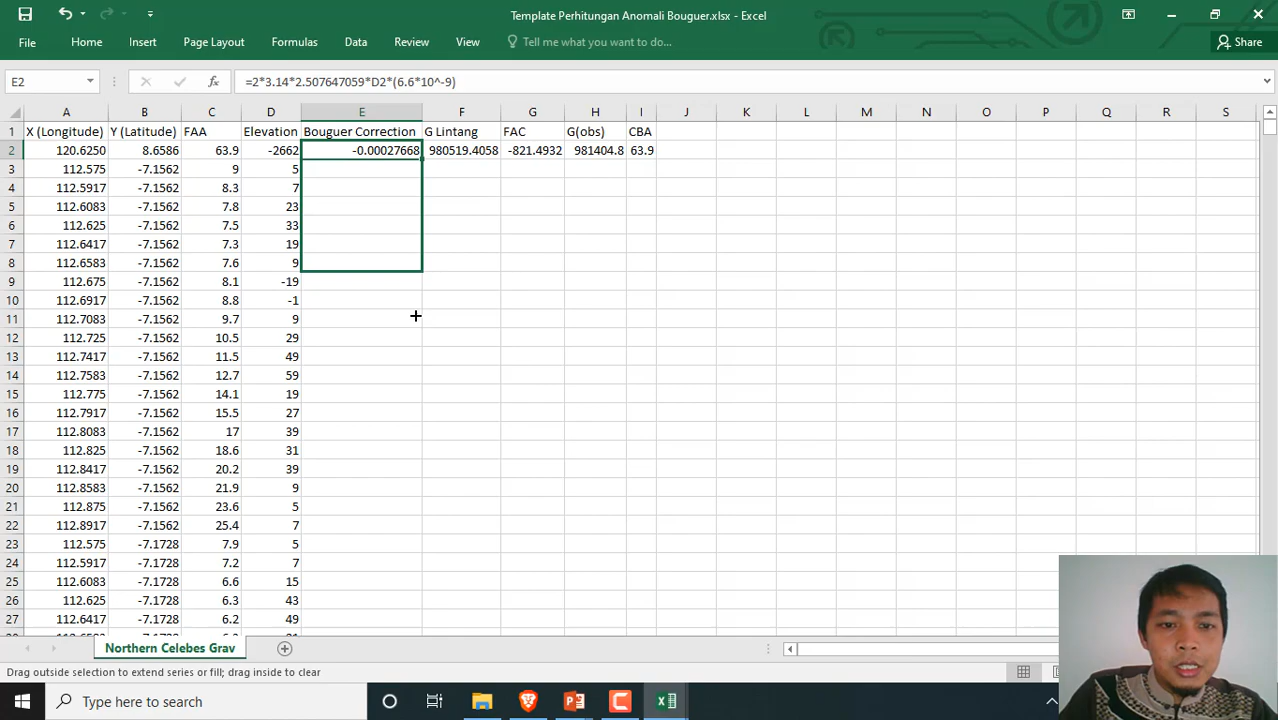 Template Perhitungan Anomali Bouguer.xlsx - Excel
File Home Insert Page Layout Formulas Data Review View Tell me what you want to do... Share
E2 fx =2*3.14*2.507647059*D2*(6.6*10^-9)
A B C D E F G H I J K L M N O P Q R S
1 X (Longitude) Y (Latitude) FAA Elevation Bouguer Correction G Lintang FAC G(obs) CBA
2 120.6250 8.6586 63.9 -2662 -0.00027668 980519.4058 -821.4932 981404.8 63.9
3 112.575 -7.1562 9 5
4 112.5917 -7.1562 8.3 7
5 112.6083 -7.1562 7.8 23
6 112.625 -7.1562 7.5 33
7 112.6417 -7.1562 7.3 19
8 112.6583 -7.1562 7.6 9
9 112.675 -7.1562 8.1 -19
10 112.6917 -7.1562 8.8 -1
11 112.7083 -7.1562 9.7 9
12 112.725 -7.1562 10.5 29
13 112.7417 -7.1562 11.5 49
14 112.7583 -7.1562 12.7 59
15 112.775 -7.1562 14.1 19
16 112.7917 -7.1562 15.5 27
17 112.8083 -7.1562 17 39
18 112.825 -7.1562 18.6 31
19 112.8417 -7.1562 20.2 39
20 112.8583 -7.1562 21.9 9
21 112.875 -7.1562 23.6 5
22 112.8917 -7.1562 25.4 7
23 112.575 -7.1728 7.9 5
24 112.5917 -7.1728 7.2 7
25 112.6083 -7.1728 6.6 15
26 112.625 -7.1728 6.3 43
27 112.6417 -7.1728 6.2 49
Northern Celebes Grav
Drag outside selection to extend series or fill; drag inside to clear
Type here to search